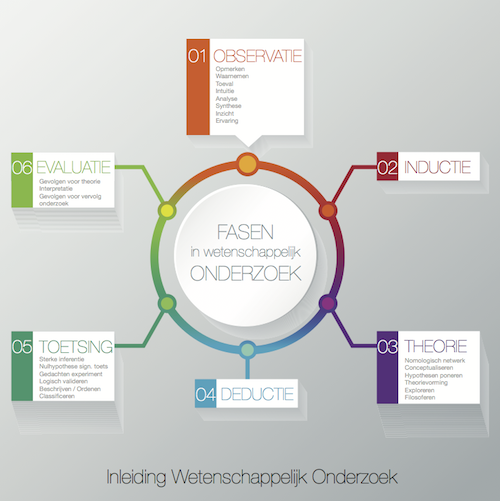 01 OBSERVATIE
Opmerken
Waarnemen
Toeval
Intuïtie
Analyse
Synthese
Inzicht
Ervaring
02 INDUCTIE
03 THEORIE
Nomologisch netwerk
Conceptualiseren
Hypothesen poneren
Theorievorming
Exploreren
Filosoferen
04 DEDUCTIE
05 TOETSING
Sterke inferentie
Nulhypothese sign. toets
Gedachten experiment
Logisch valideren
Beschrijven / Ordenen
Classificeren
06 EVALUATIE
Gevolgen voor theorie
Interpretatie
Gevolgen voor vervolg
onderzoek
FASEN
in wetenschappelijk
ONDERZOEK
Inleiding Wetenschappelijk Onderzoek